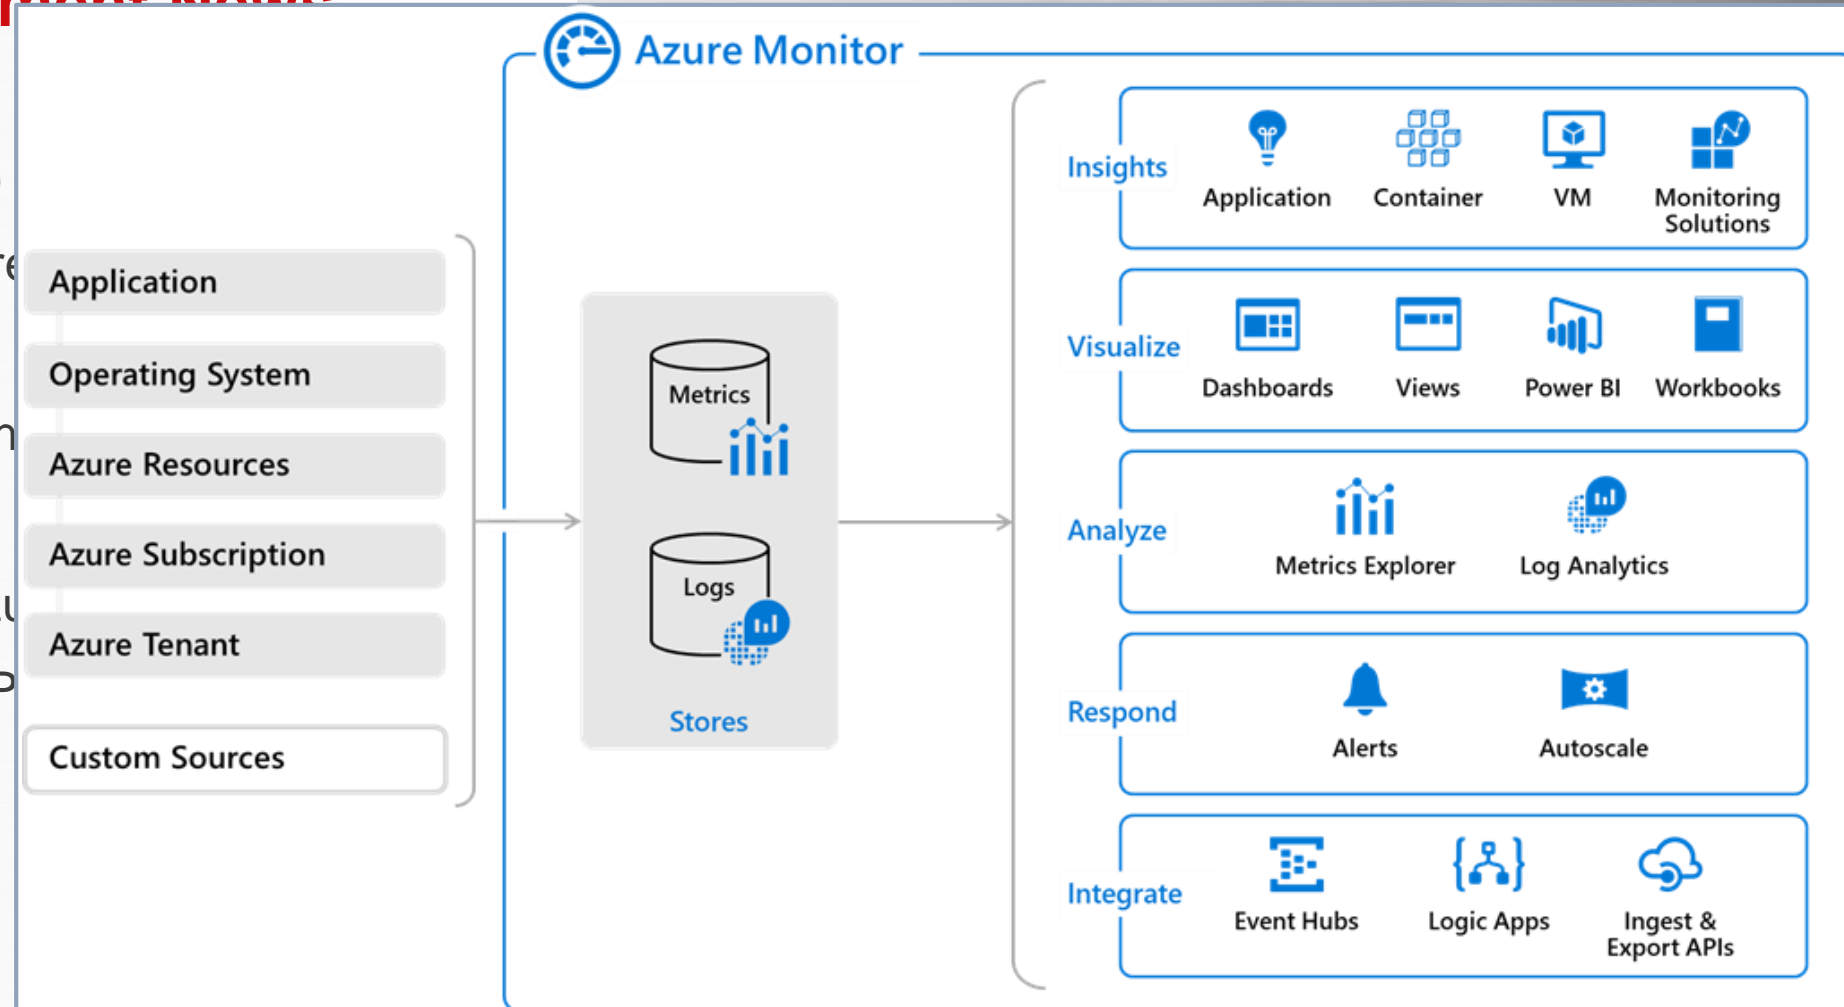 Azure Monitor
Application
Operating System
Azure Resources
Azure Subscription
Azure Tenant
Custom Sources
Metrics
Logs
Stores
Insights
Application
Container
VM
Monitoring
Solutions
Visualize
Dashboards
Views
Power BI
Workbooks
Analyze
Metrics Explorer
Log Analytics
Respond
Alerts
Autoscale
Integrate
Event Hubs
Logic Apps
Ingest &
Export APIs